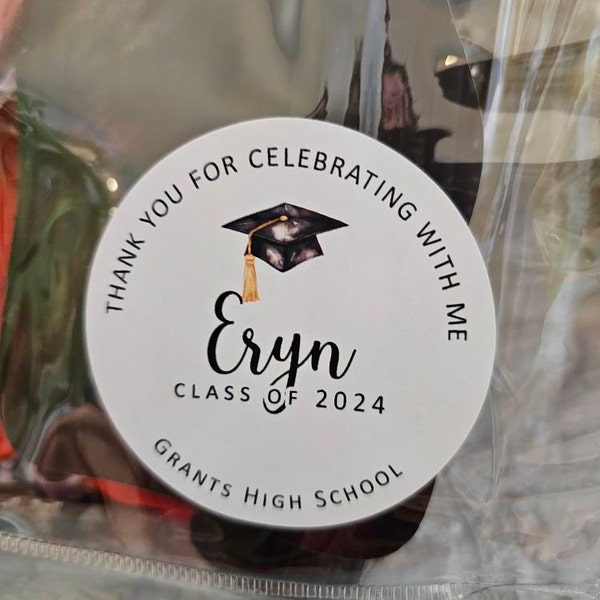 THANK YOU FOR CELEBRATING WITH ME
Eryn
CLASS OF 2024
GRANTS HIGH SCHOOL